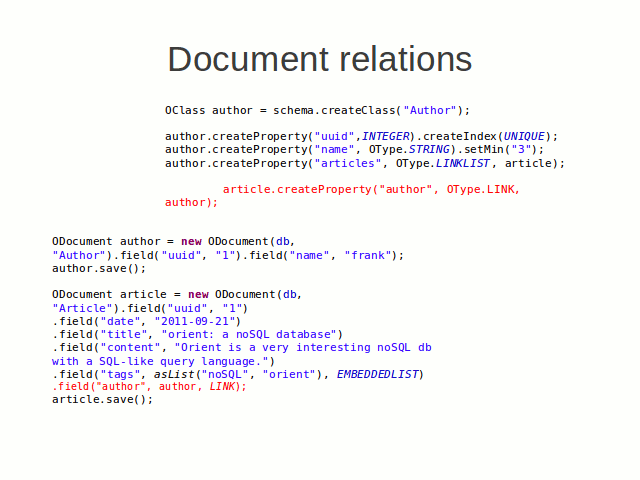 Document relations
OClass author = schema.createClass("Author");
author.createProperty("uuid",INTEGER).createIndex(UNIQUE);
author.createProperty("name", OType.STRING).setMin("3");
author.createProperty("articles", OType.LINKLIST, article);
article.createProperty("author", OType.LINK,
author);
ODocument author = new ODocument(db,
"Author").field("uuid", "1").field("name", "frank");
author.save();
ODocument article = new ODocument(db,
"Article").field("uuid", "1")
.field("date", "2011-09-21")
.field("title", "orient: a noSQL database")
.field("content", "Orient is a very interesting noSQL db
with a SQL-like query language.")
.field("tags", asList("noSQL", "orient"), EMBEDDEDLIST)
.field("author", author, LINK);
article.save();